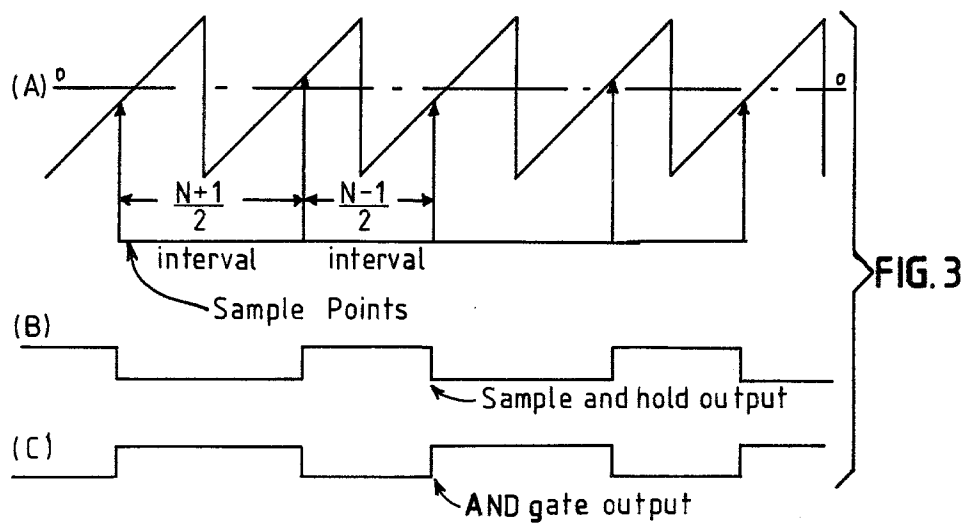 (A) 0 0
N+1 N-1
2 2
interval interval
Sample Points
FIG. 3
(B)
Sample and hold output
(C)
AND gate output